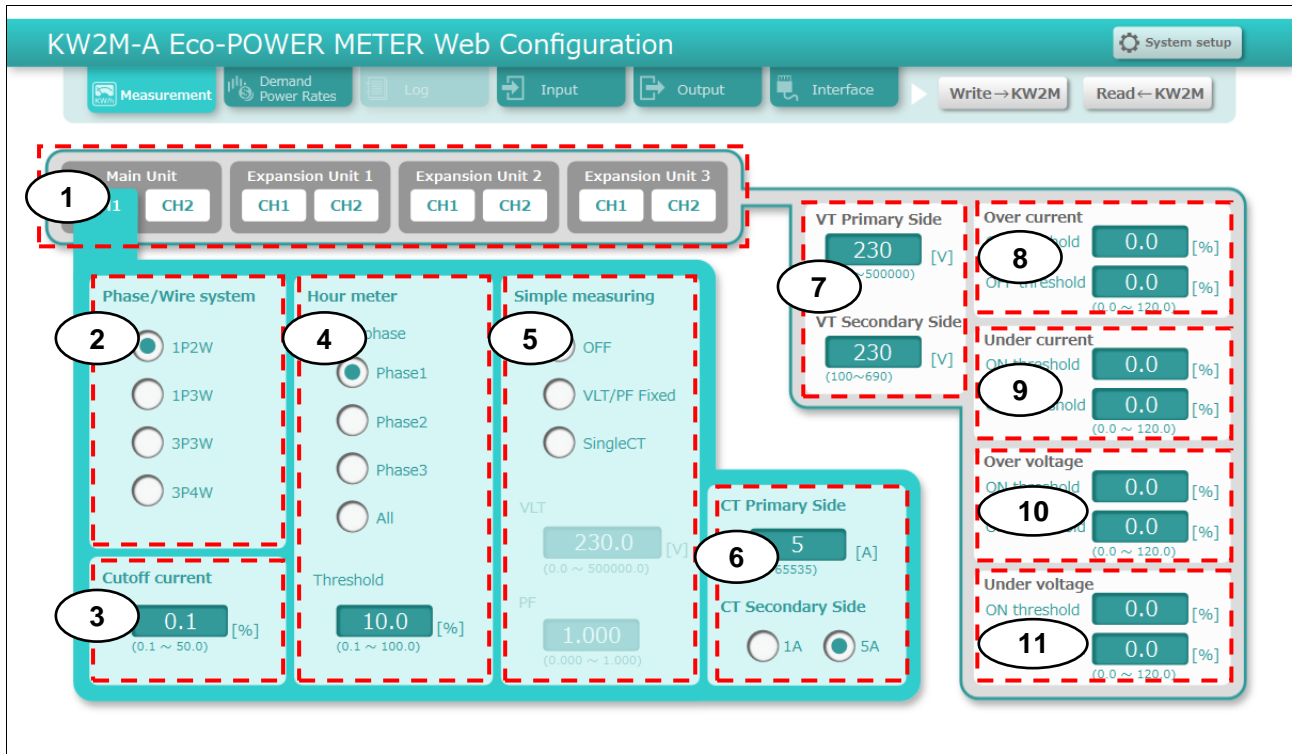 KW2M-A Eco-POWER METER Web Configuration
System setup
Measurement
Demand
Power Rates
Log
Input
Output
Interface
Write→KW2M
Read←KW2M
Main Unit
CH2
Expansion Unit 1
CH1 CH2
Expansion Unit 2
CH1 CH2
Expansion Unit 3
CH1 CH2
1
Phase/Wire system
2
1P2W
1P3W
3P3W
3P4W
Cutoff current
3
0.1 [%]
(0.1 ~ 50.0)
Hour meter
4
phase
Phase1
Phase2
Phase3
All
Threshold
10.0 [%]
(0.1 ~ 100.0)
Simple measuring
5
OFF
VLT/PF Fixed
SingleCT
VLT
230.0 [V]
(0.0 ~ 500000.0)
PF
1.000
(0.000 ~ 1.000)
CT Primary Side
6
5 [A]
65535)
CT Secondary Side
1A 5A
VT Primary Side
230 [V]
~500000)
7
VT Secondary Side
230 [V]
(100~690)
Over current
0.0 [%]
8
OFF threshold 0.0 [%]
(0.0 ~ 120.0)
Under current
ON threshold 0.0 [%]
9
0.0 [%]
(0.0 ~ 120.0)
Over voltage
ON threshold 0.0 [%]
10
0.0 [%]
(0.0 ~ 120.0)
Under voltage
ON threshold 0.0 [%]
11
0.0 [%]
(0.0 ~ 120.0)